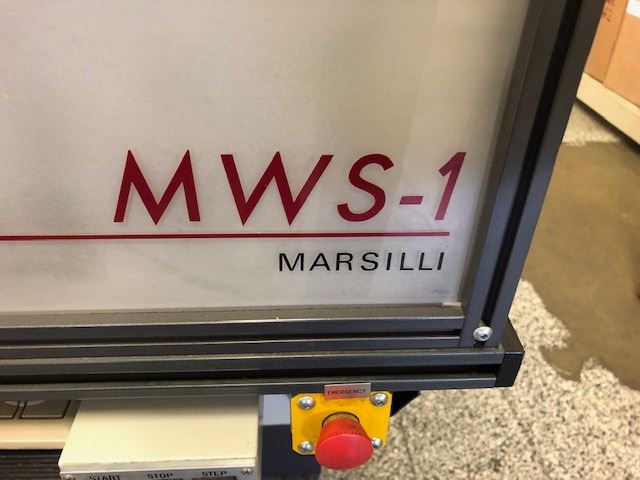 MWS-1
MARSILLI
EMERGENCY
START STOP STEP